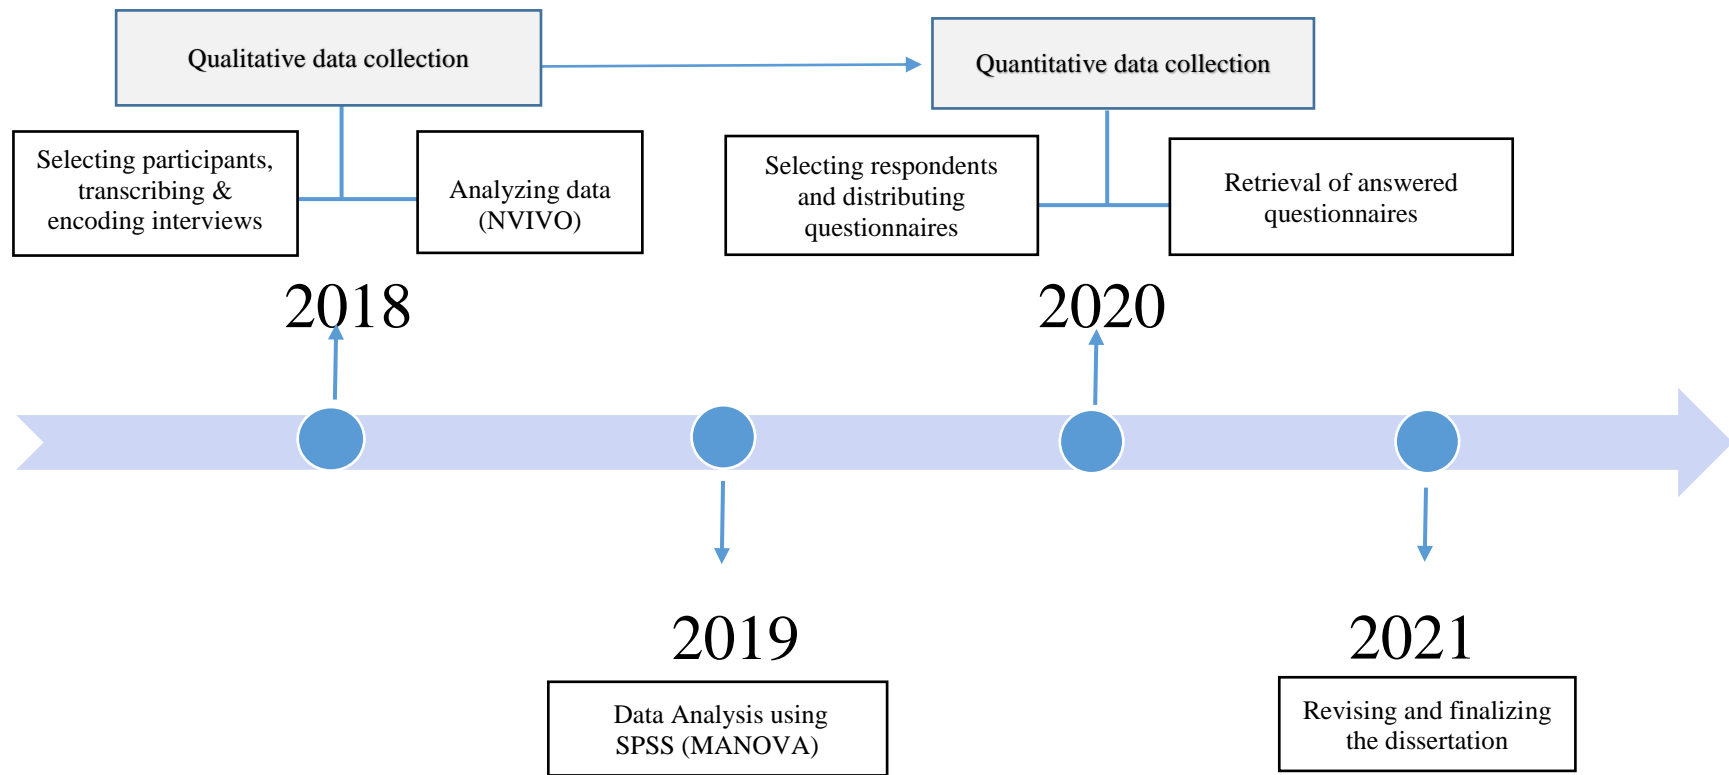 Qualitative data collection
Quantitative data collection
Selecting participants,
transcribing &
encoding interviews
Analyzing data
(NVIVO)
Selecting respondents
and distributing
questionnaires
Retrieval of answered
questionnaires
2018
2020
2019
2021
Data Analysis using
SPSS (MANOVA)
Revising and finalizing
the dissertation